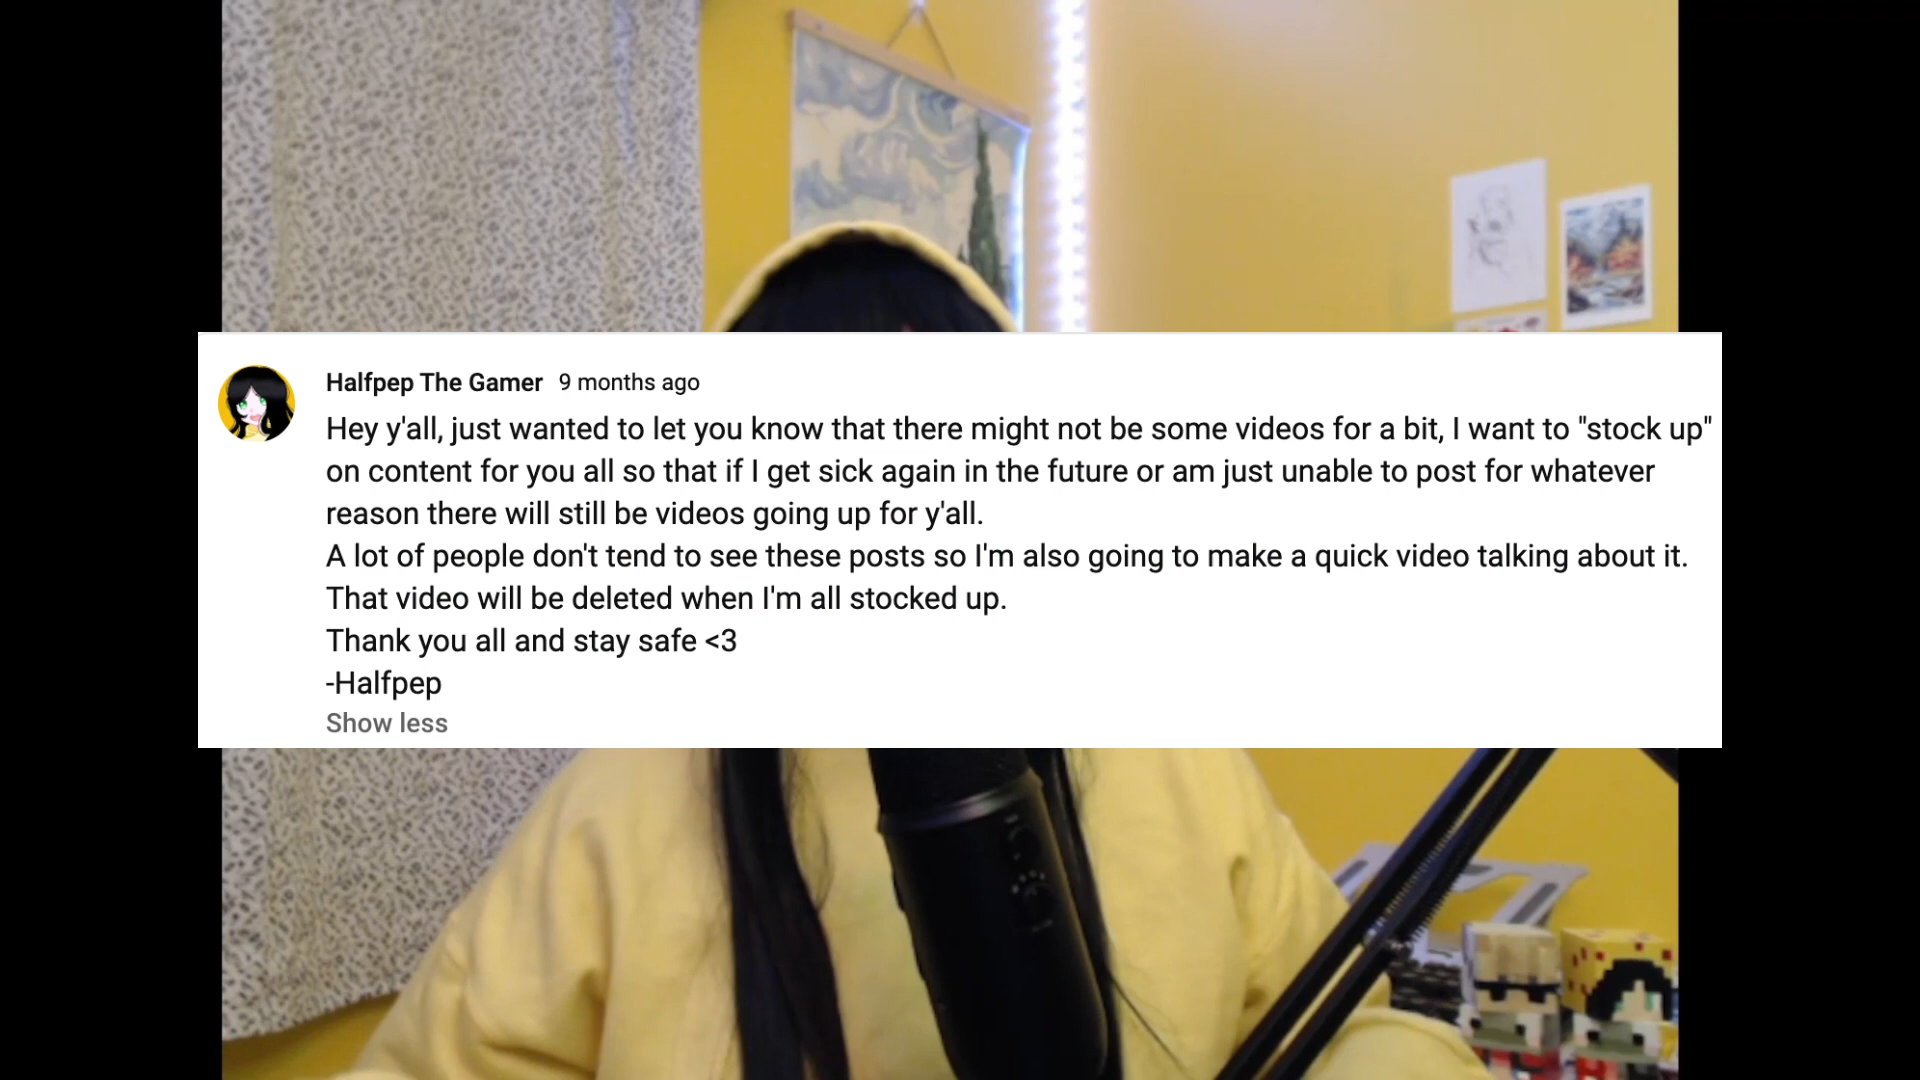 Halfpep The Gamer 9 months ago
Hey y'all, just wanted to let you know that there might not be some videos for a bit, I want to "stock up"
on content for you all so that if I get sick again in the future or am just unable to post for whatever
reason there will still be videos going up for y'all.
A lot of people don't tend to see these posts so I'm also going to make a quick video talking about it.
That video will be deleted when I'm all stocked up.
Thank you all and stay safe <3
-Halfpep
Show less